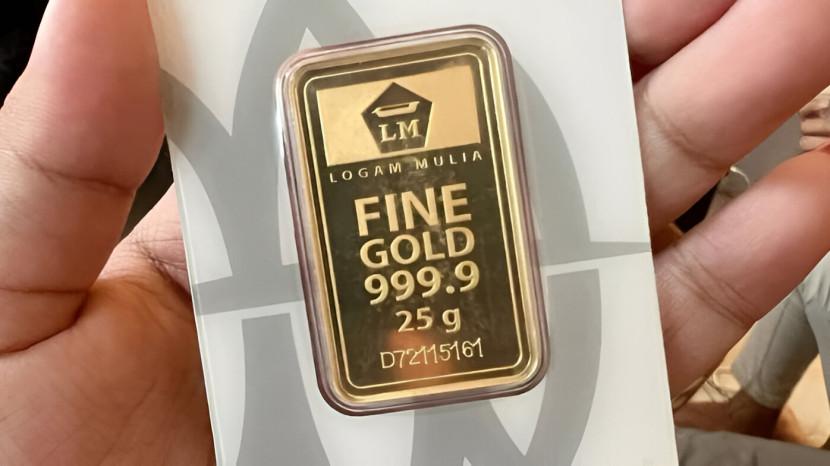 LM
LOGAM MULIA
FINE
GOLD
999.9
25 g
D72115161